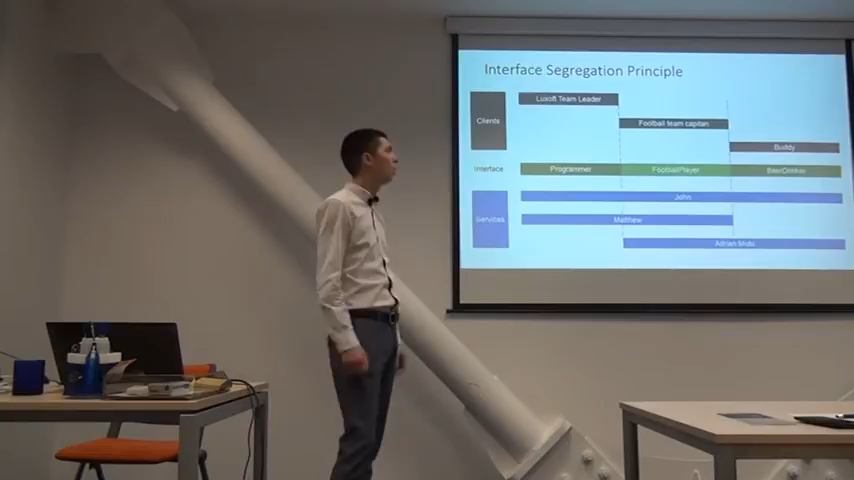 Interface Segregation Principle
Luxoft Team Leader
Clients
Football team capitan
Buddy
Interface
Programmer
FootballPlayer
BeerDrinker
John
Services
Matthew
Adrian Mutu